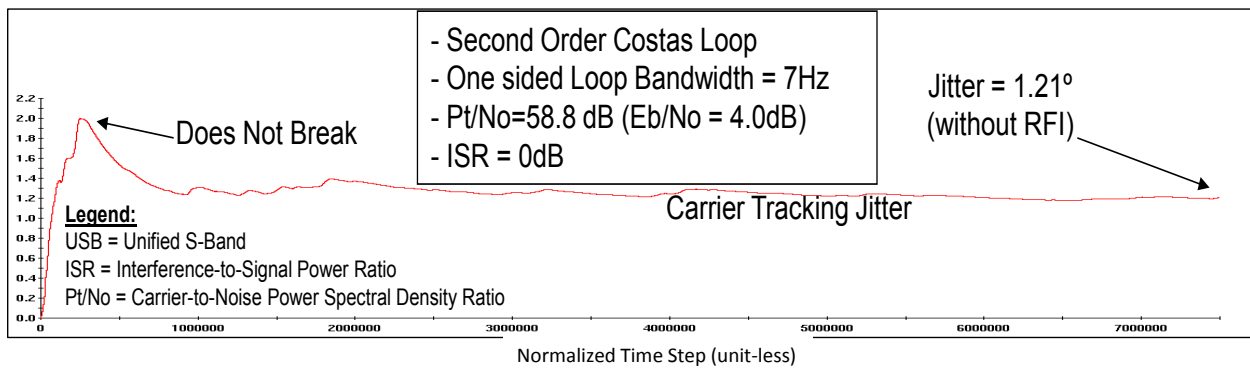 - Second Order Costas Loop
- One sided Loop Bandwidth = 7Hz
- Pt/No=58.8 dB (Eb/No = 4.0dB)
- ISR = 0dB
Jitter = 1.21º
(without RFI)
Does Not Break
Carrier Tracking Jitter
Legend:
USB = Unified S-Band
ISR = Interference-to-Signal Power Ratio
Pt/No = Carrier-to-Noise Power Spectral Density Ratio
2.2
2.0
1.8
1.6
1.4
1.2
1.0
0.8
0.6
0.4
0.2
0.0
0 1000000 2000000 3000000 4000000 5000000 6000000 7000000
Normalized Time Step (unit-less)